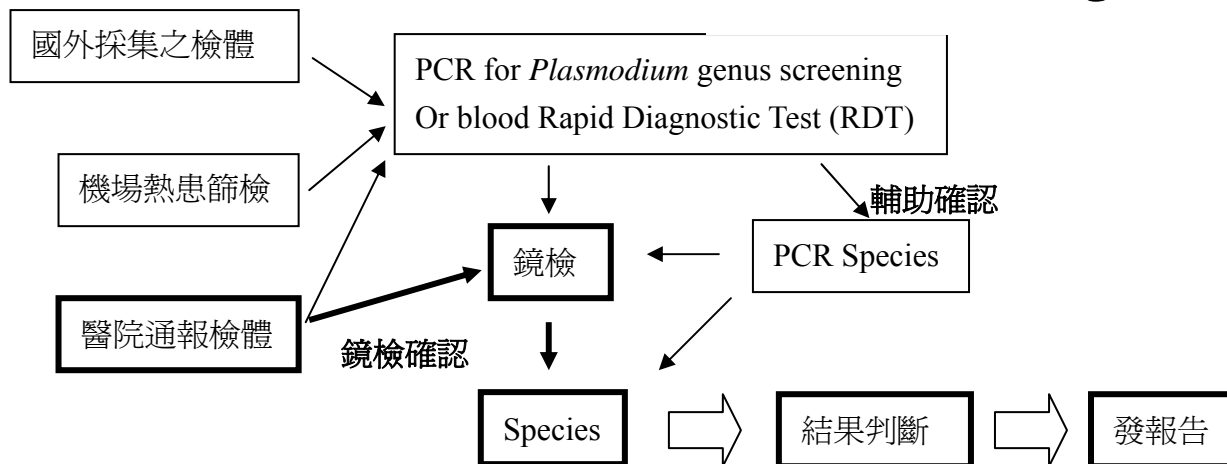 國外採集之檢體
PCR for Plasmodium genus screening
Or blood Rapid Diagnostic Test (RDT)
機場熱患篩檢
輔助確認
鏡檢
PCR Species
醫院通報檢體
鏡檢確認
Species
結果判斷
發報告